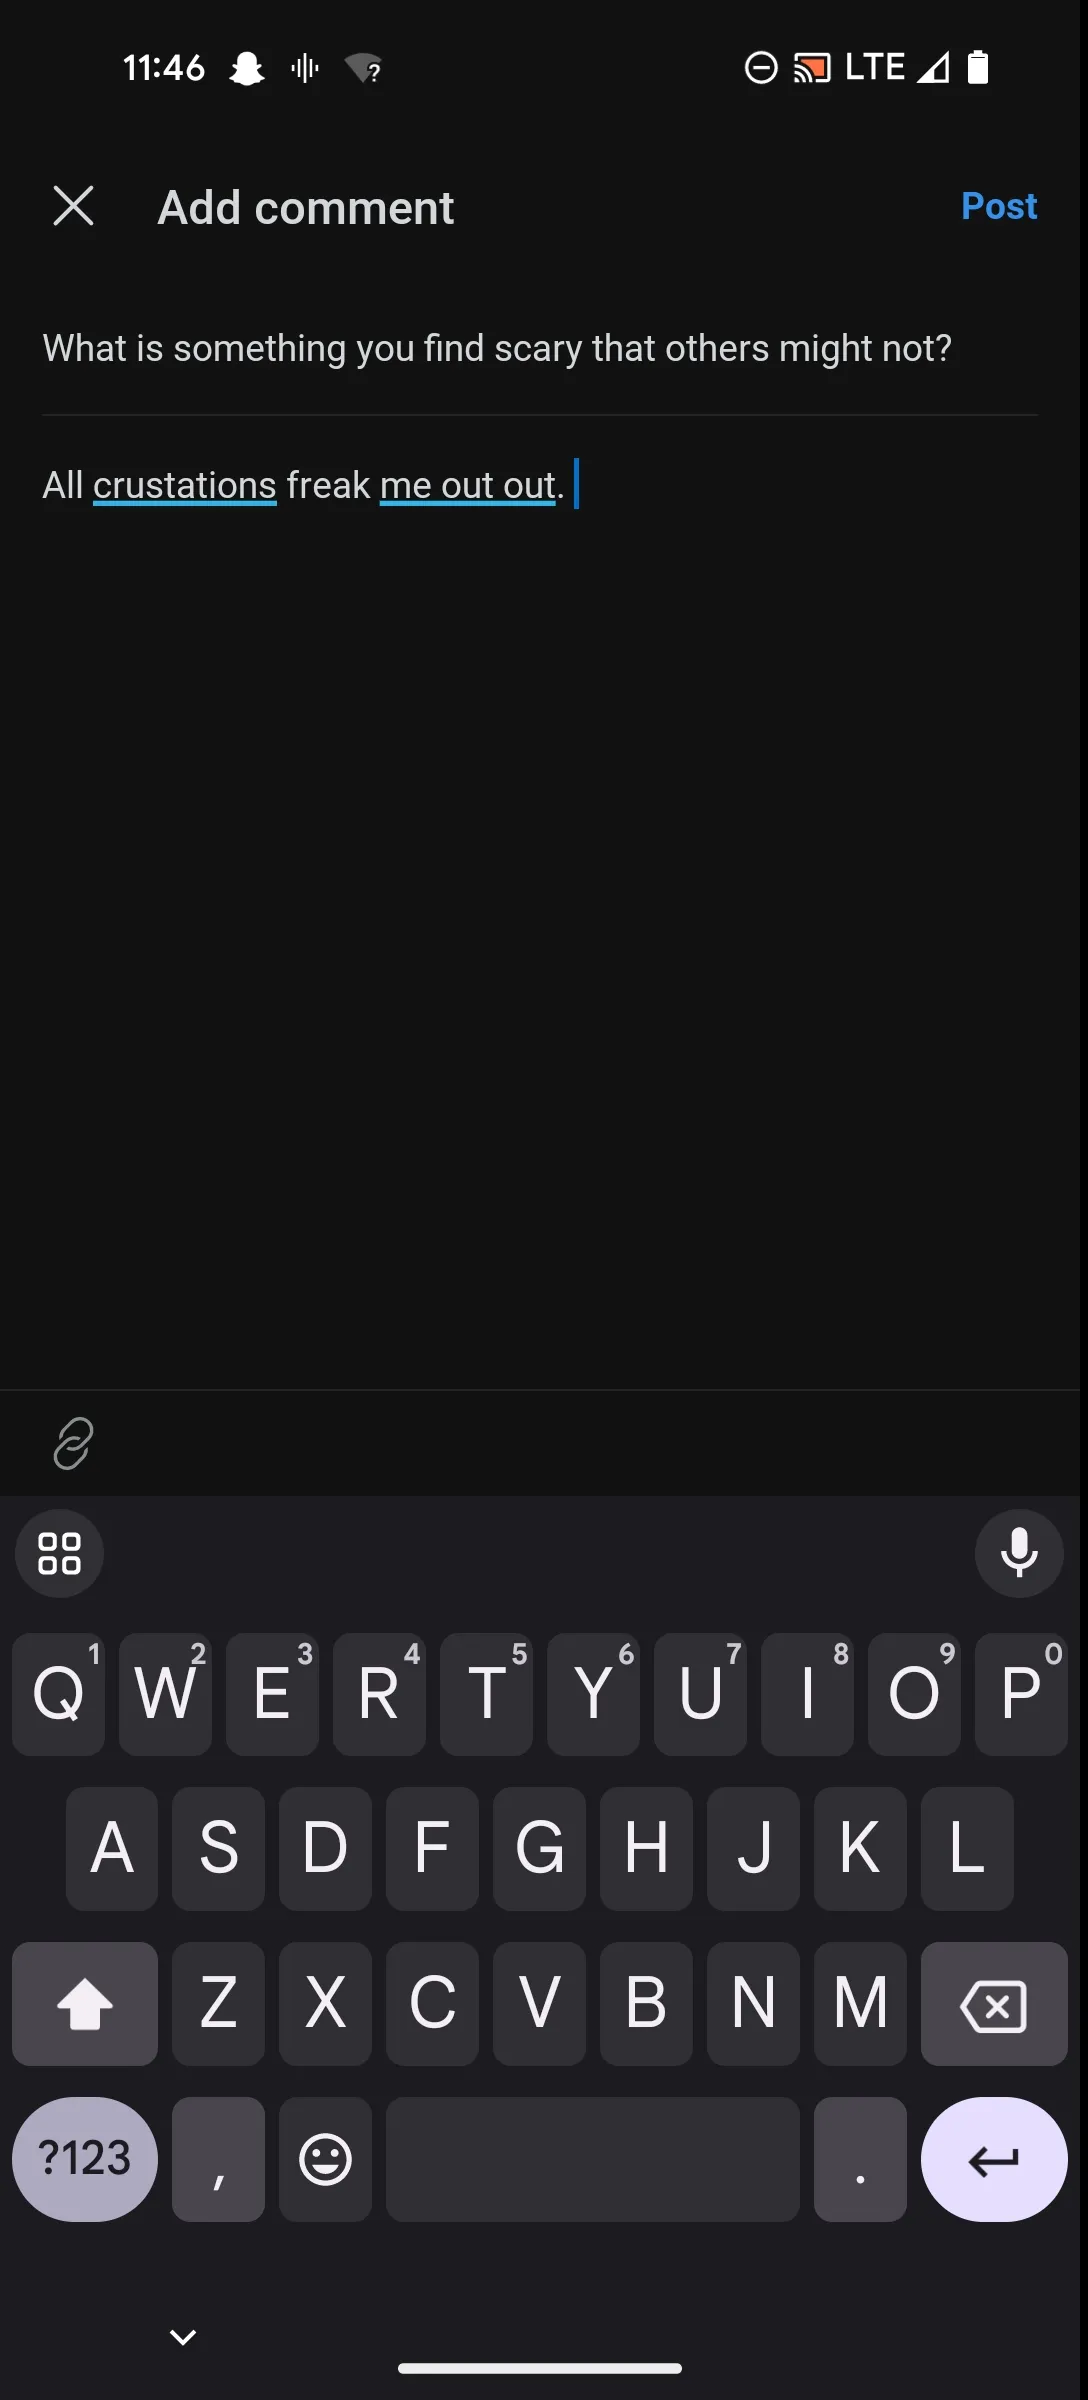 11:46 LTE
Add comment Post
What is something you find scary that others might not?
All crustations freak me out out.
1 2 3 4 5 6 7 8 9 0
Q W E R T Y U I O P
A S D F G H J K L
Z X C V B N M
?123 , .